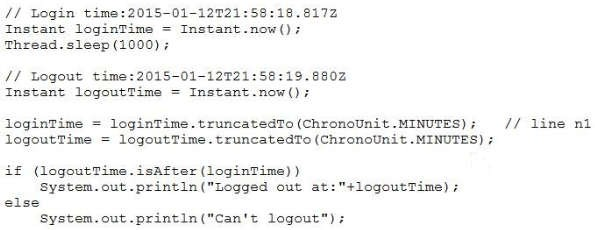 // Login time:2015-01-12T21:58:18.817Z
Instant loginTime = Instant.now();
Thread.sleep(1000);
// Logout time:2015-01-12T21:58:19.880Z
Instant logoutTime = Instant.now();
loginTime = loginTime.truncatedTo(ChronoUnit.MINUTES);   // line n1
logoutTime = logoutTime.truncatedTo(ChronoUnit.MINUTES);
if (logoutTime.isAfter(loginTime))
    System.out.println("Logged out at:"+logoutTime);
else
    System.out.println("Can't logout");